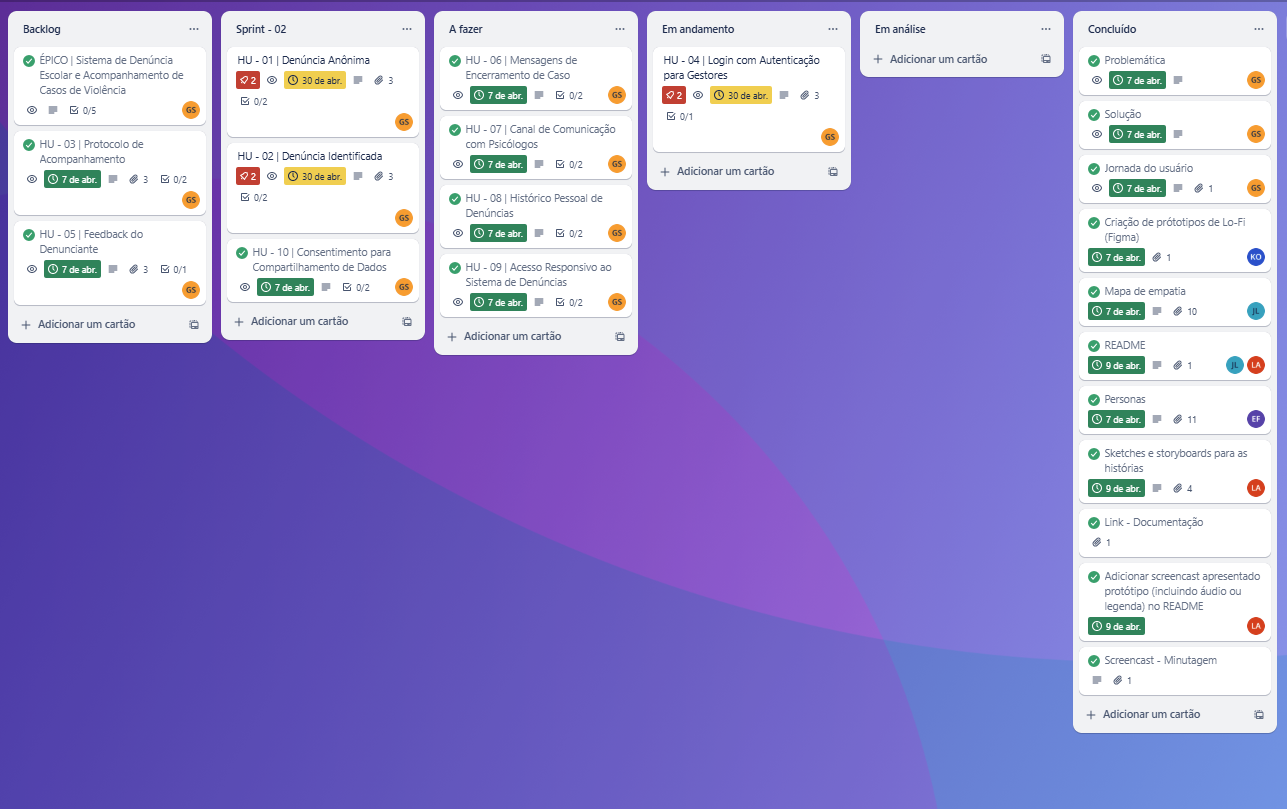 Backlog
ÉPICO | Sistema de Denúncia
Escolar e Acompanhamento de
Casos de Violência
0/5
GS
HU - 03 | Protocolo de
Acompanhamento
7 de abr. 3 0/2
GS
HU - 05 | Feedback do
Denunciante
7 de abr. 3 0/1
GS
Adicionar um cartão
Sprint - 02
HU - 01 | Denúncia Anônima
2 30 de abr. 3
0/2
GS
HU - 02 | Denúncia Identificada
2 30 de abr. 3
0/2
GS
HU - 10 | Consentimento para
Compartilhamento de Dados
7 de abr. 0/2 GS
Adicionar um cartão
A fazer
HU - 06 | Mensagens de
Encerramento de Caso
7 de abr. 0/2 GS
HU - 07 | Canal de Comunicação
com Psicólogos
7 de abr. 0/2 GS
HU - 08 | Histórico Pessoal de
Denúncias
7 de abr. 0/2 GS
HU - 09 | Acesso Responsivo ao
Sistema de Denúncias
7 de abr. 0/2 GS
Adicionar um cartão
Em andamento
HU - 04 | Login com Autenticação
para Gestores
2 30 de abr. 3
0/1
GS
Adicionar um cartão
Em análise
Adicionar um cartão
Concluído
Problemática
7 de abr. GS
Solução
7 de abr. GS
Jornada do usuário
7 de abr. 1 GS
Criação de prótotipos de Lo-Fi
(Figma)
7 de abr. 1 KO
Mapa de empatia
7 de abr. 10 JL
README
9 de abr. 1 JL LA
Personas
7 de abr. 11 EF
Sketches e storyboards para as
histórias
9 de abr. 4 LA
Link - Documentação
1
Adicionar screencast apresentado
protótipo (incluindo áudio ou
legenda) no README
9 de abr. LA
Screencast - Minutagem
1
Adicionar um cartão